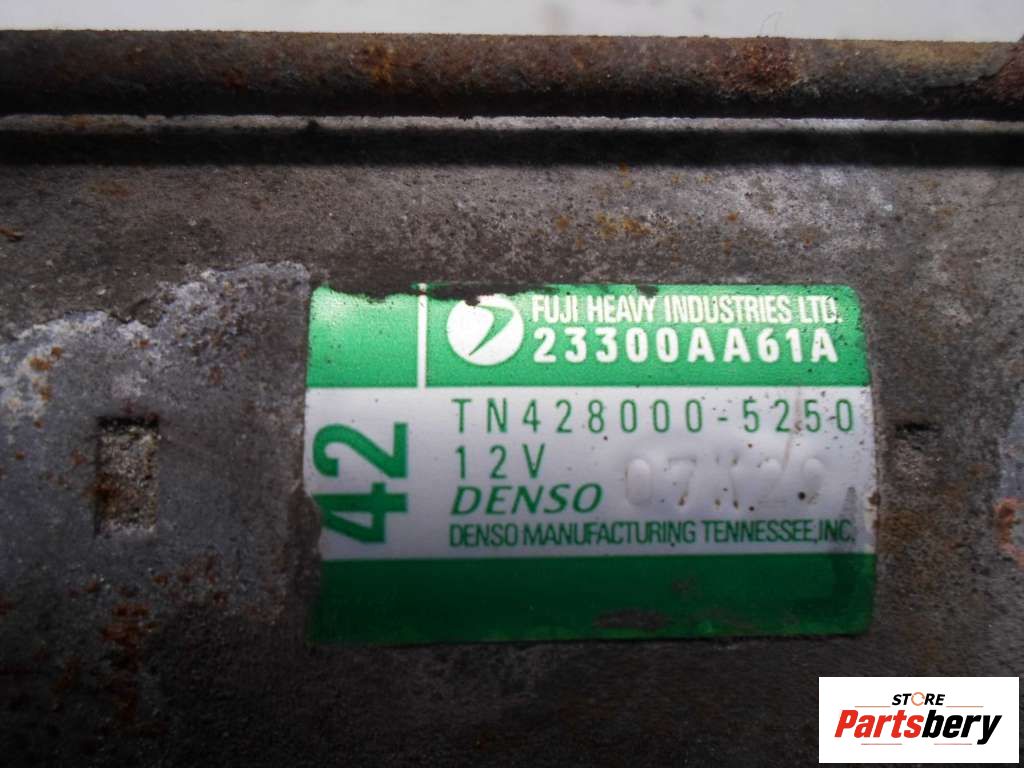 FUJI HEAVY INDUSTRIES LTD.
23300AA61A
42
TN428000-5250
12V
DENSO
DENSO MANUFACTURING TENNESSEE,INC.
STORE
Partsbery